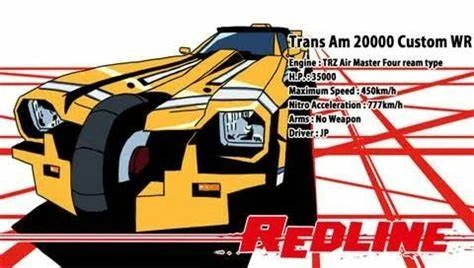 Trans Am 20000 Custom WR
Engine : TRZ Air Master Four ream type
H.P. : 35000
Maximum Speed : 450km/h
Nitro Acceleration : 777km/h
Arms : No Weapon
Driver : JP
REDLINE